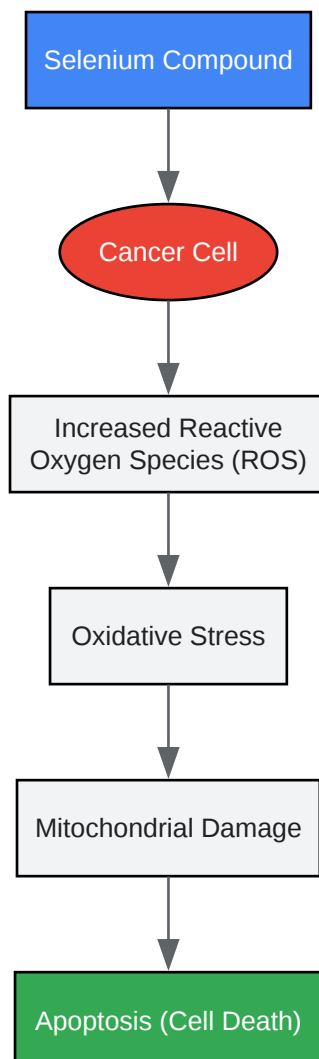 Selenium Compound
Cancer Cell
Increased Reactive
Oxygen Species (ROS)
Oxidative Stress
Mitochondrial Damage
Apoptosis (Cell Death)